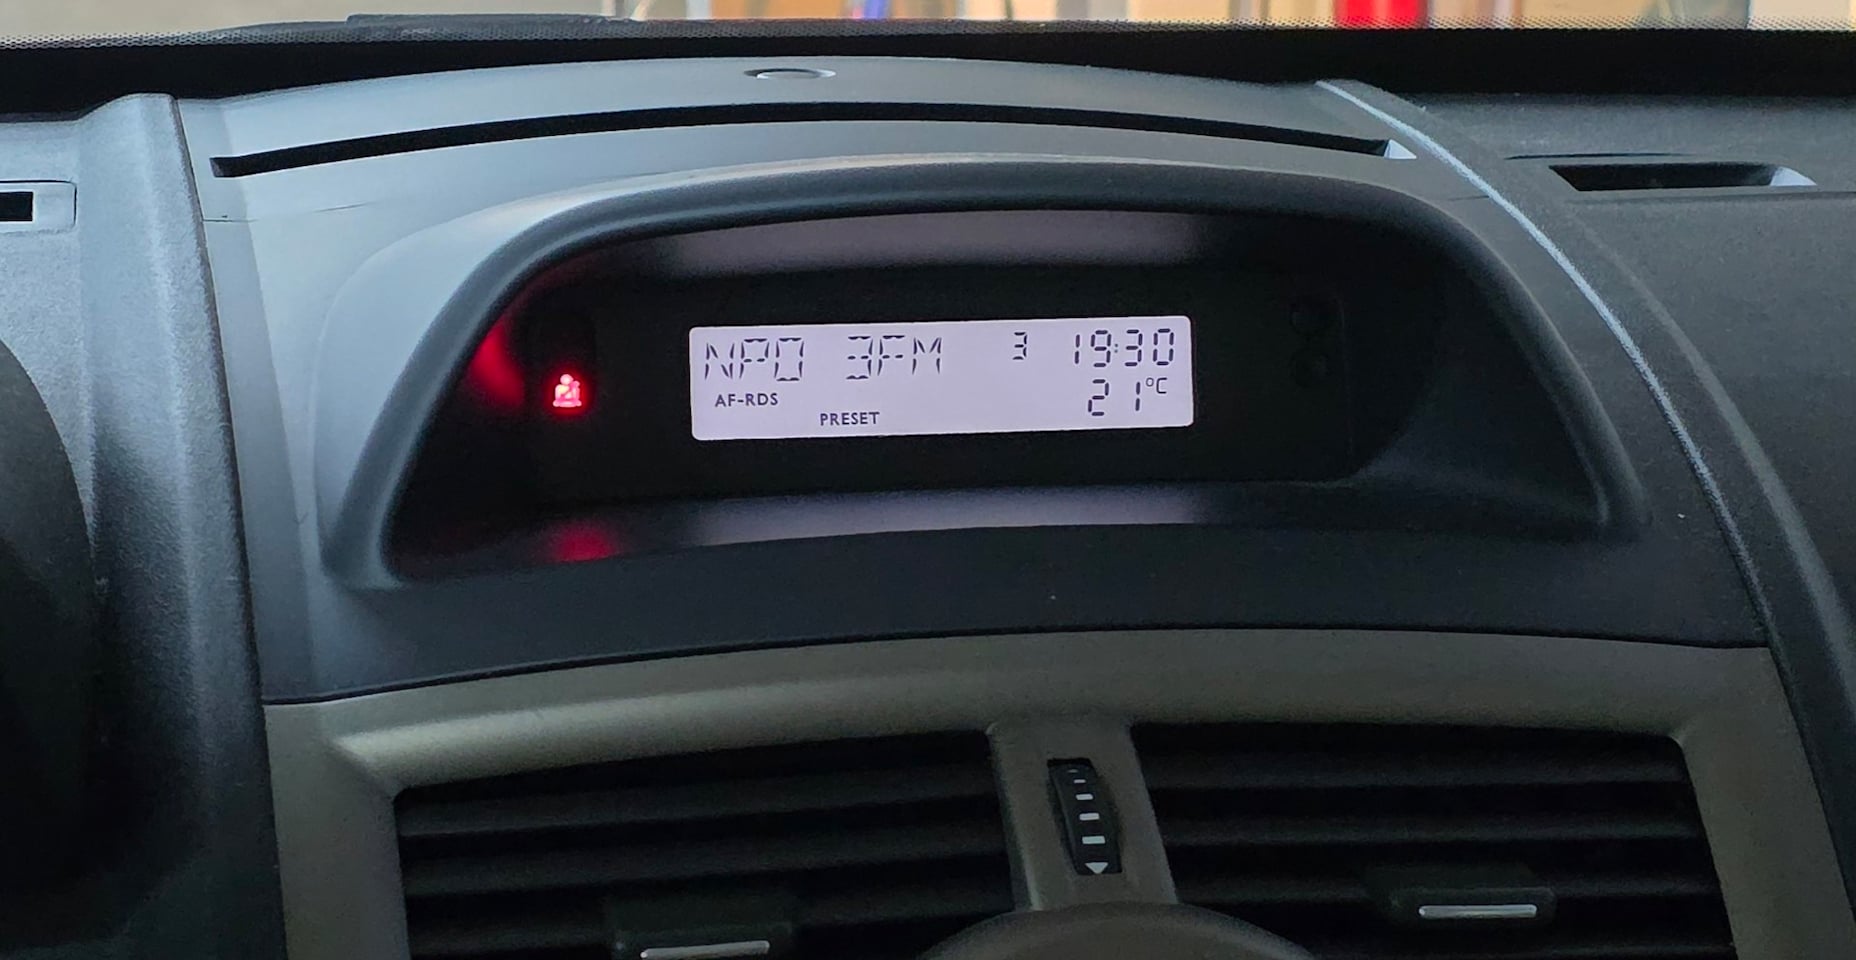 NPO 3FM 3 19:30
AF-RDS 21°C
PRESET